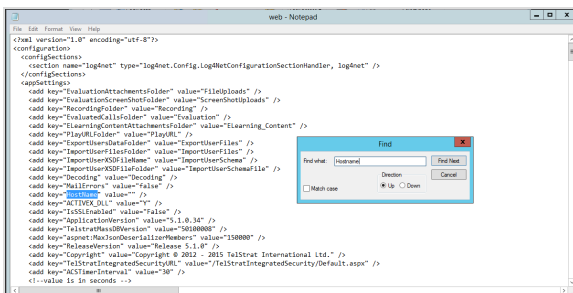 web - Notepad
File Edit Format View Help
<?xml version="1.0" encoding="utf-8"?>
<configuration>
<configSections>
<section name="log4net" type="log4net.Config.Log4NetConfigurationSectionHandler, log4net" />
</configSections>
<appSettings>
<add key="EvaluationAttachmentsFolder" value="FileUploads" />
<add key="EvaluationScreenShotFolder" value="ScreenShotUploads" />
<add key="RecordingFolder" value="Recording" />
<add key="EvaluatedCallsFolder" value="Evaluation" />
<add key="ELearningContentAttachmentsFolder" value="ELearning_Content" />
<add key="PlayURLFolder" value="PlayURL" />
<add key="ExportUsersDataFolder" value="ExportUserFiles" />
<add key="ImportUserFilesFolder" value="ImportUserFiles" />
<add key="ImportUserXSDFileName" value="ImportUserSchema" />
<add key="ImportUserXSDFileFolder" value="ImportUserSchemaFile" />
<add key="Decoding" value="Decoding" />
<add key="MailErrors" value="false" />
<add key="HostName" value="" />
<add key="ACTIVEX_DLL" value="Y" />
<add key="IsSSLEnabled" value="False" />
<add key="ApplicationVersion" value="5.1.0.34" />
<add key="TelstratMassDBVersion" value="50100008" />
<add key="aspnet:MaxJsonDeserializerMembers" value="150000" />
<add key="ReleaseVersion" value="Release 5.1.0" />
<add key="Copyright" value="Copyright © 2012 - 2015 TelStrat International Ltd." />
<add key="TelStratIntegratedSecurityURL" value="/TelStratIntegratedSecurity/Default.aspx" />
<add key="ACSTimerInterval" value="30" />
<!--value is in seconds -->
Find
Find what: Hostname Find Next
Direction Cancel
Match case Up Down